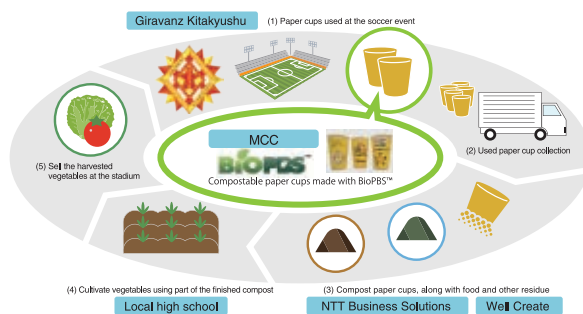 Giravanz Kitakyushu
(1) Paper cups used at the soccer event
(2) Used paper cup collection
MCC
BioPBS™
Compostable paper cups made with BioPBS™
(5) Sell the harvested
vegetables at the stadium
(4) Cultivate vegetables using part of the finished compost
Local high school
(3) Compost paper cups, along with food and other residue
NTT Business Solutions
Well Create